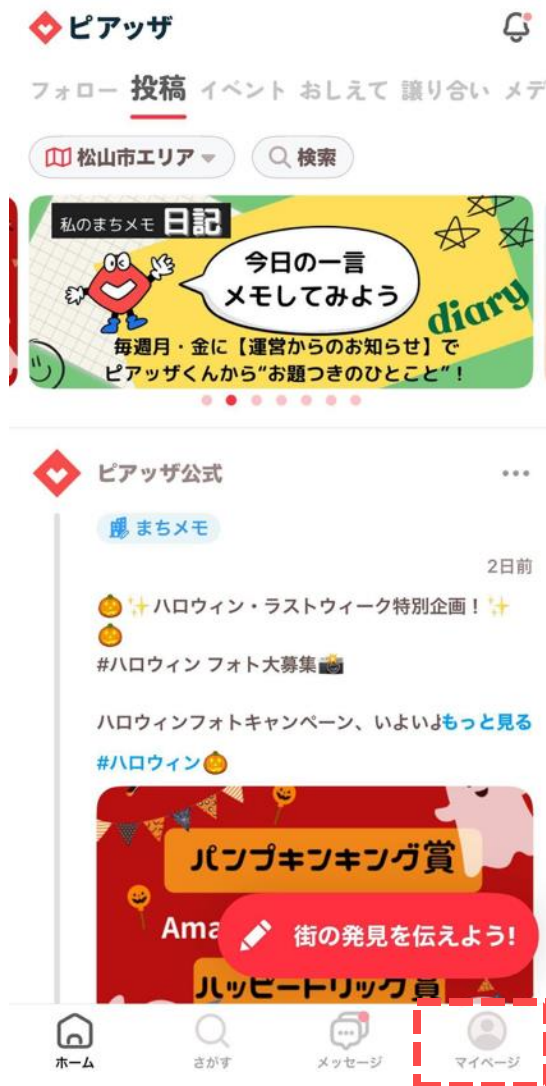 ピアッザ
フォロー 投稿 イベント おしえて 譲り合い メデ
松山市エリア 検索
私のまちメモ 日記
今日の一言
メモしてみよう
diary
毎週月・金に【運営からのお知らせ】で
ピアッザくんから“お題つきのひとこと”！
ピアッザ公式
まちメモ
2日前
🎃✨ハロウィン・ラストウィーク特別企画！✨
🎃
#ハロウィン フォト大募集📸
ハロウィンフォトキャンペーン、いよいよもっと見る
#ハロウィン🎃
パンプキンキング賞
Ama
街の発見を伝えよう!
ハッピートリック賞
ホーム さがす メッセージ マイページ